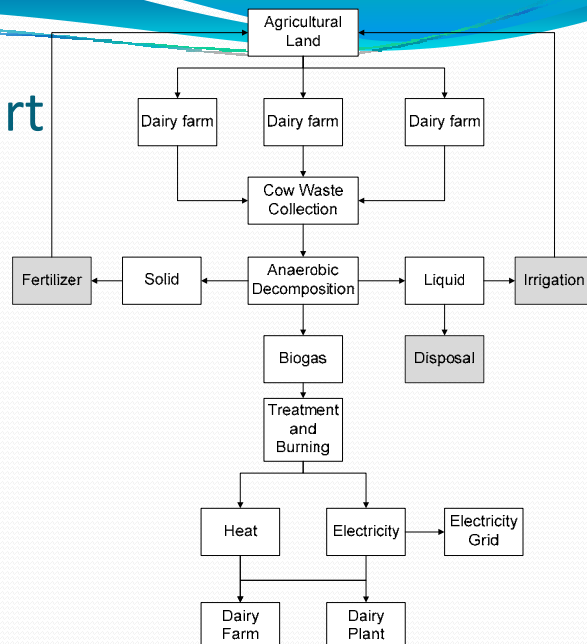 rt
Agricultural
Land
Dairy farm
Dairy farm
Dairy farm
Cow Waste
Collection
Fertilizer
Solid
Anaerobic
Decomposition
Liquid
Irrigation
Biogas
Disposal
Treatment
and
Burning
Heat
Electricity
Electricity
Grid
Dairy
Farm
Dairy
Plant